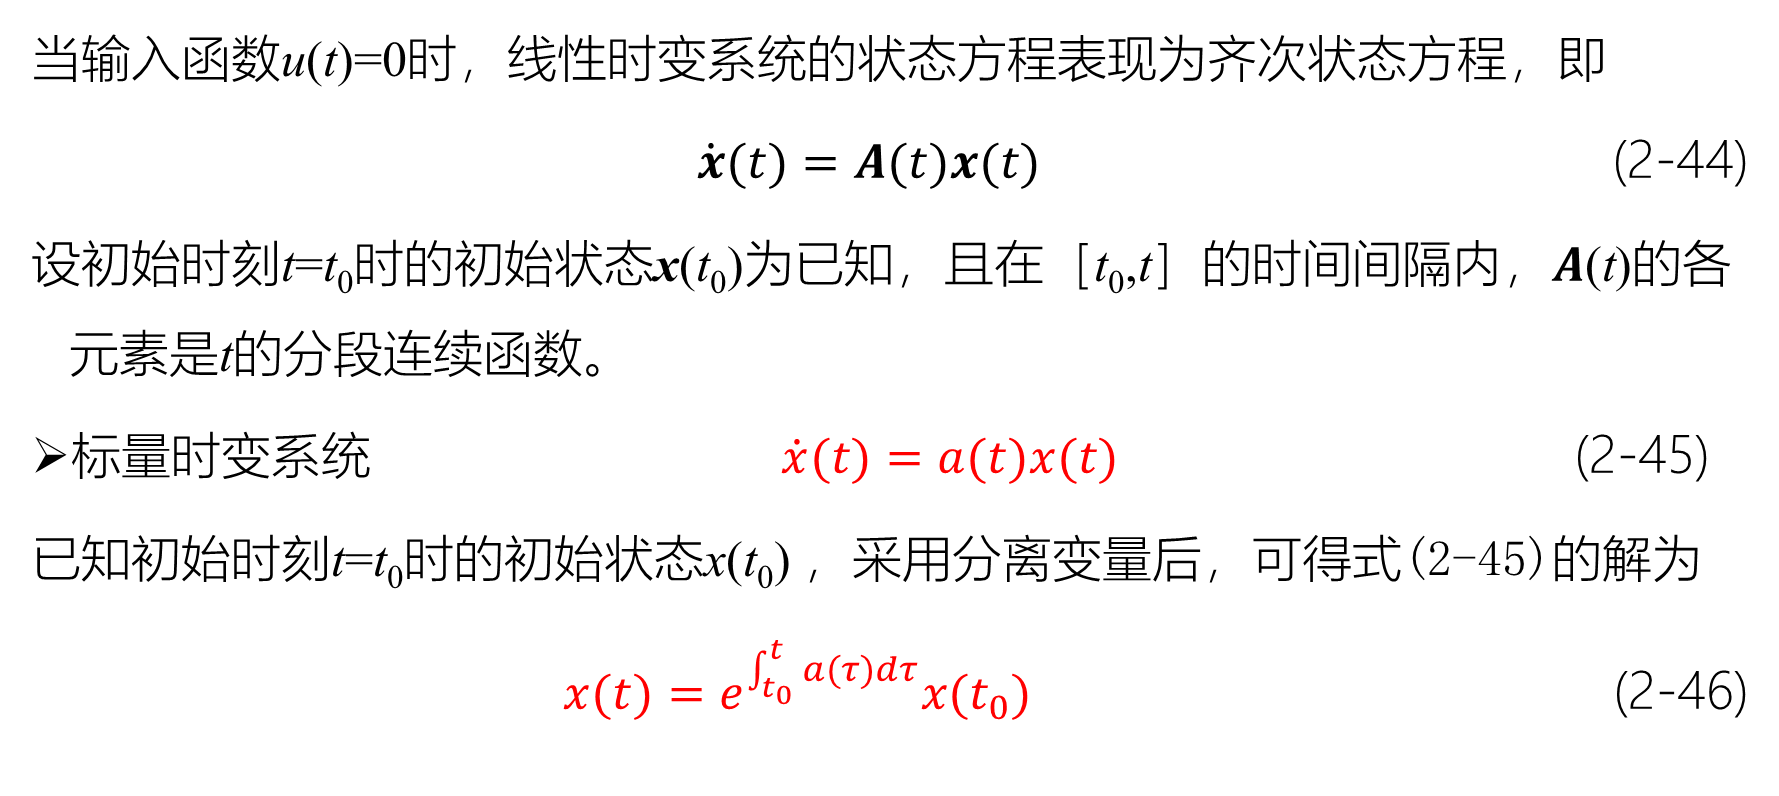 当输入函数u(t)=0时，线性时变系统的状态方程表现为齐次状态方程，即
ẋ(t) = A(t)x(t) (2-44)
设初始时刻t=t₀时的初始状态x(t₀)为已知，且在［t₀,t］的时间间隔内，A(t)的各
元素是t的分段连续函数。
➢标量时变系统 ẋ(t) = a(t)x(t) (2-45)
已知初始时刻t=t₀时的初始状态x(t₀)，采用分离变量后，可得式(2-45)的解为
x(t) = e^{∫_{t₀}^{t} a(τ)dτ}x(t₀) (2-46)